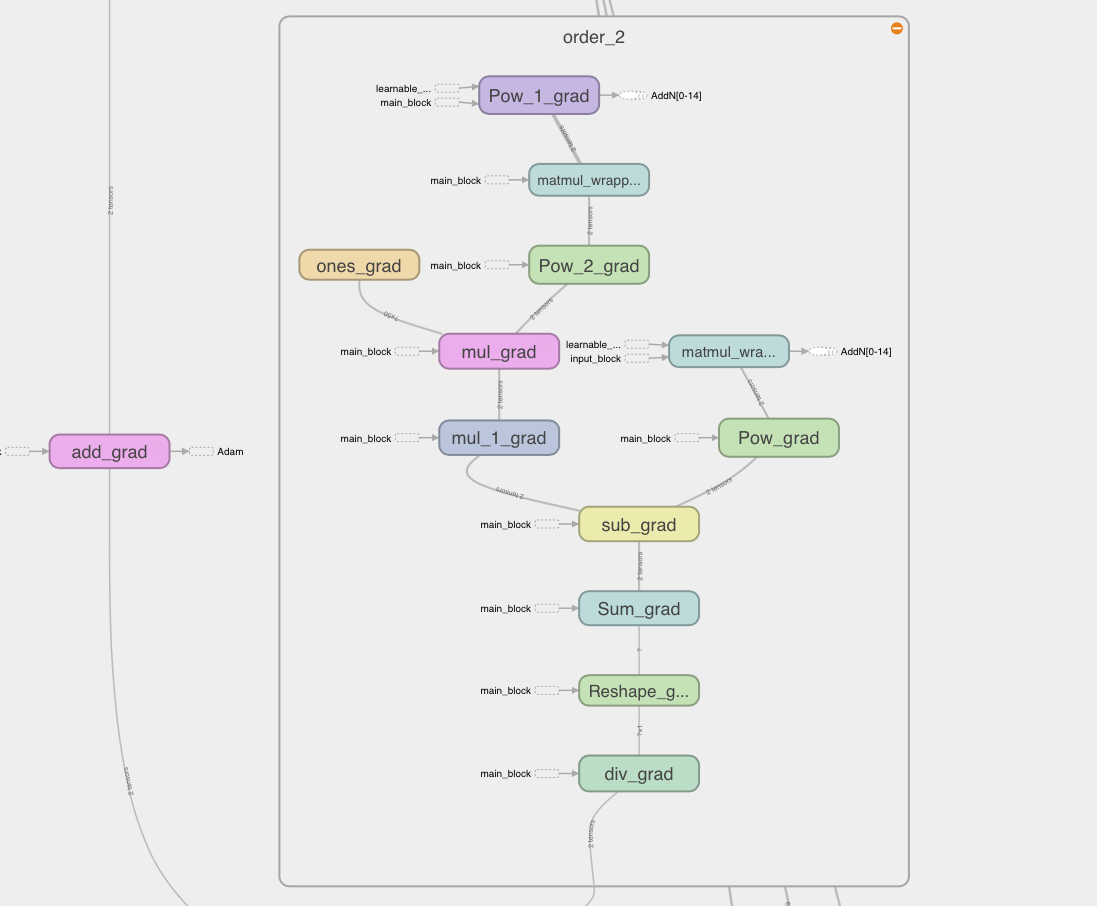 order_2
learnable_...
main_block
Pow_1_grad
AddN[0-14]
2 tensors
main_block
matmul_wrapp...
2 tensors
ones_grad
main_block
Pow_2_grad
?x50
2 tensors
main_block
mul_grad
learnable_...
input_block
matmul_wra...
AddN[0-14]
2 tensors
2 tensors
main_block
mul_1_grad
main_block
Pow_grad
2 tensors
2 tensors
main_block
sub_grad
2 tensors
main_block
Sum_grad
?
main_block
Reshape_g...
?x1
main_block
div_grad
2 tensors
2 tensors
add_grad
Adam
2 tensors